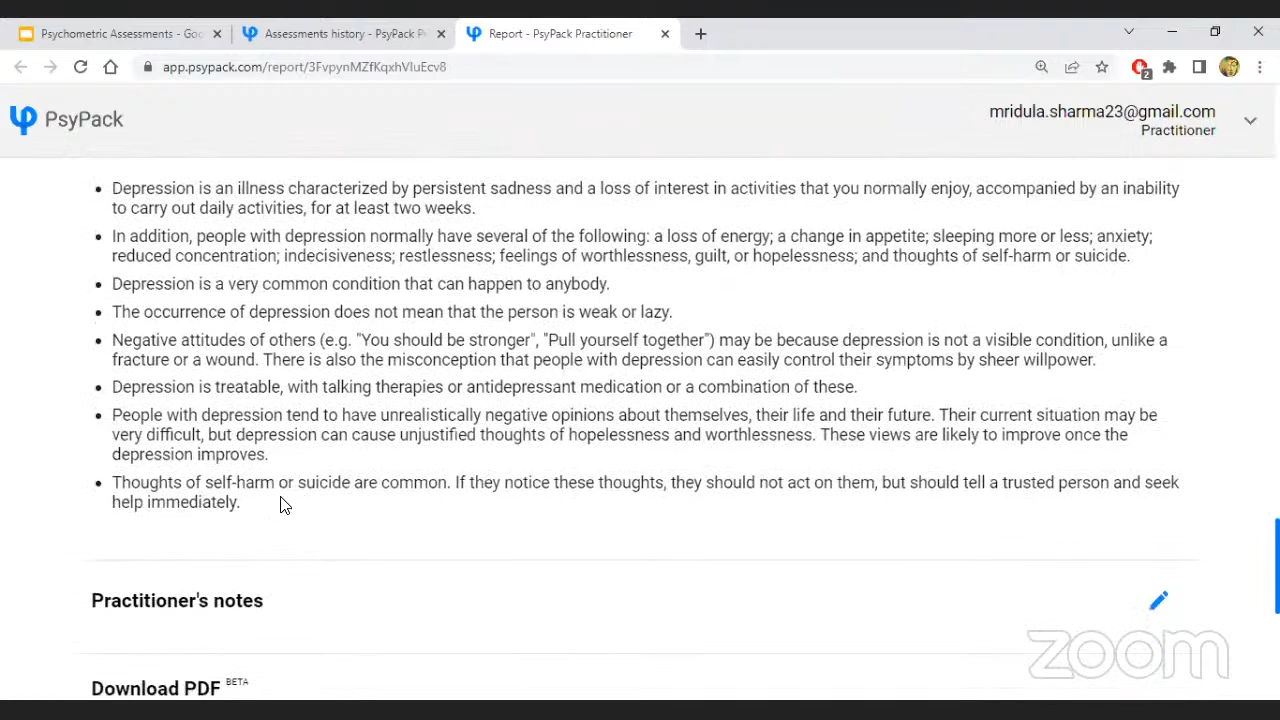 Psychometric Assessments - Goo
Assessments history - PsyPack P
Report - PsyPack Practitioner
app.psypack.com/report/3FvpynMZfKqxhVluEcv8
2
PsyPack
mridula.sharma23@gmail.com
Practitioner
• Depression is an illness characterized by persistent sadness and a loss of interest in activities that you normally enjoy, accompanied by an inability
to carry out daily activities, for at least two weeks.
• In addition, people with depression normally have several of the following: a loss of energy; a change in appetite; sleeping more or less; anxiety;
reduced concentration; indecisiveness; restlessness; feelings of worthlessness, guilt, or hopelessness; and thoughts of self-harm or suicide.
• Depression is a very common condition that can happen to anybody.
• The occurrence of depression does not mean that the person is weak or lazy.
• Negative attitudes of others (e.g. "You should be stronger", "Pull yourself together") may be because depression is not a visible condition, unlike a
fracture or a wound. There is also the misconception that people with depression can easily control their symptoms by sheer willpower.
• Depression is treatable, with talking therapies or antidepressant medication or a combination of these.
• People with depression tend to have unrealistically negative opinions about themselves, their life and their future. Their current situation may be
very difficult, but depression can cause unjustified thoughts of hopelessness and worthlessness. These views are likely to improve once the
depression improves.
• Thoughts of self-harm or suicide are common. If they notice these thoughts, they should not act on them, but should tell a trusted person and seek
help immediately.
Practitioner's notes
zoom
Download PDF BETA